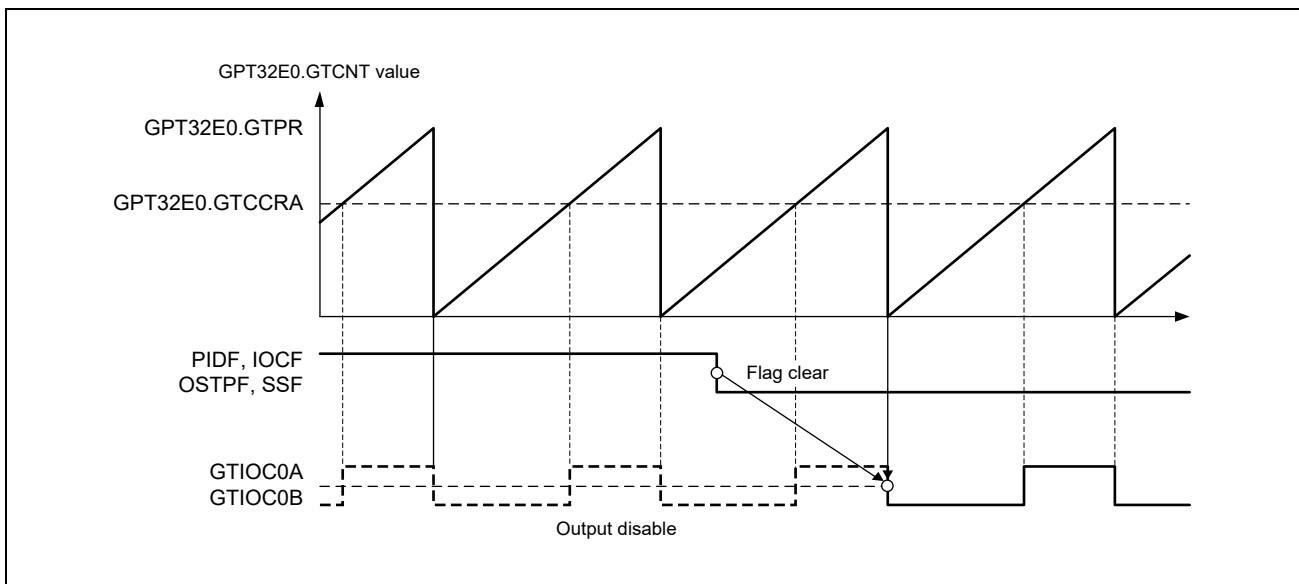 GPT32E0.GTCNT value
GPT32E0.GTPR
GPT32E0.GTCCRA
PIDF, IOCF
OSTPF, SSF
Flag clear
GTIOC0A
GTIOC0B
Output disable